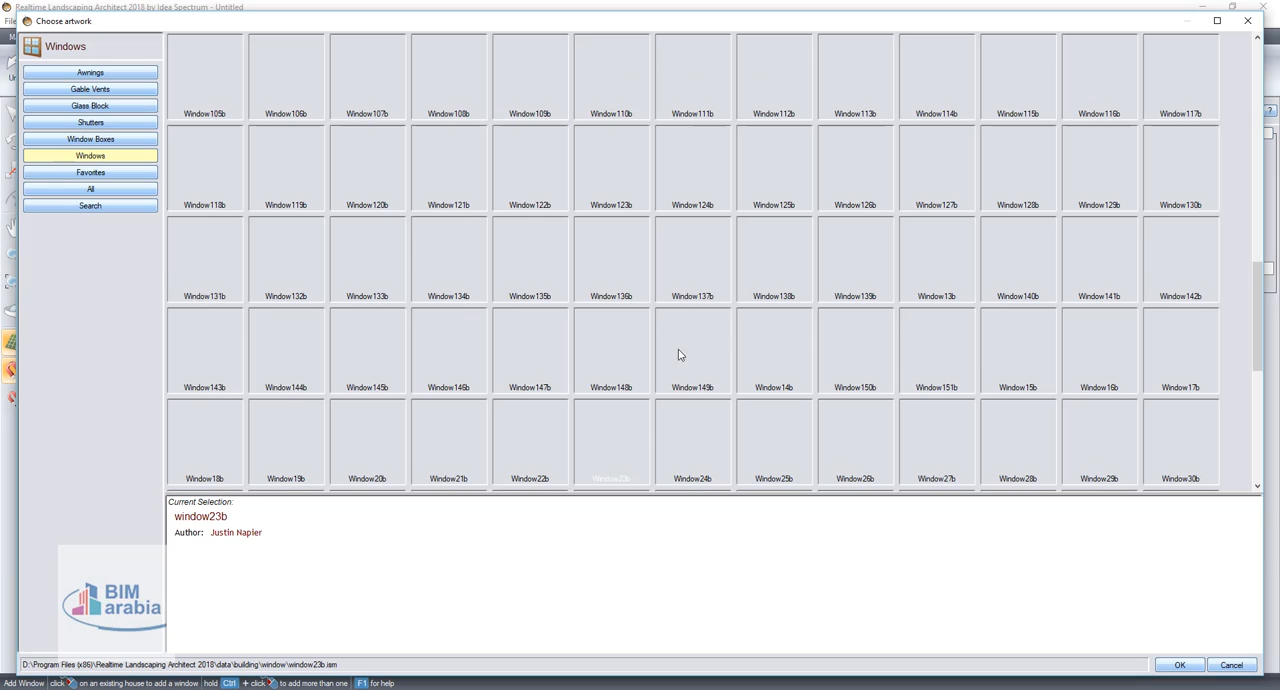 Realtime Landscaping Architect 2018 by Idea Spectrum - Untitled
File
Choose artwork
Windows
Awnings
Gable Vents
Glass Block
Shutters
Window Boxes
Windows
Favorites
All
Search
Window105b Window106b Window107b Window108b Window109b Window110b Window111b Window112b Window113b Window114b Window115b Window116b Window117b
Window118b Window119b Window120b Window121b Window122b Window123b Window124b Window125b Window126b Window127b Window128b Window129b Window130b
Window131b Window132b Window133b Window134b Window135b Window136b Window137b Window138b Window139b Window13b Window140b Window141b Window142b
Window143b Window144b Window145b Window146b Window147b Window148b Window149b Window14b Window150b Window151b Window15b Window16b Window17b
Window18b Window19b Window20b Window21b Window22b Window23b Window24b Window25b Window26b Window27b Window28b Window29b Window30b
Current Selection:
window23b
Author: Justin Napier
BIM
arabia
D:\Program Files (x86)\Realtime Landscaping Architect 2018\data\building\window\window23b.ism
OK Cancel
Add Window click on an existing house to add a window hold Ctrl + click to add more than one F1 for help